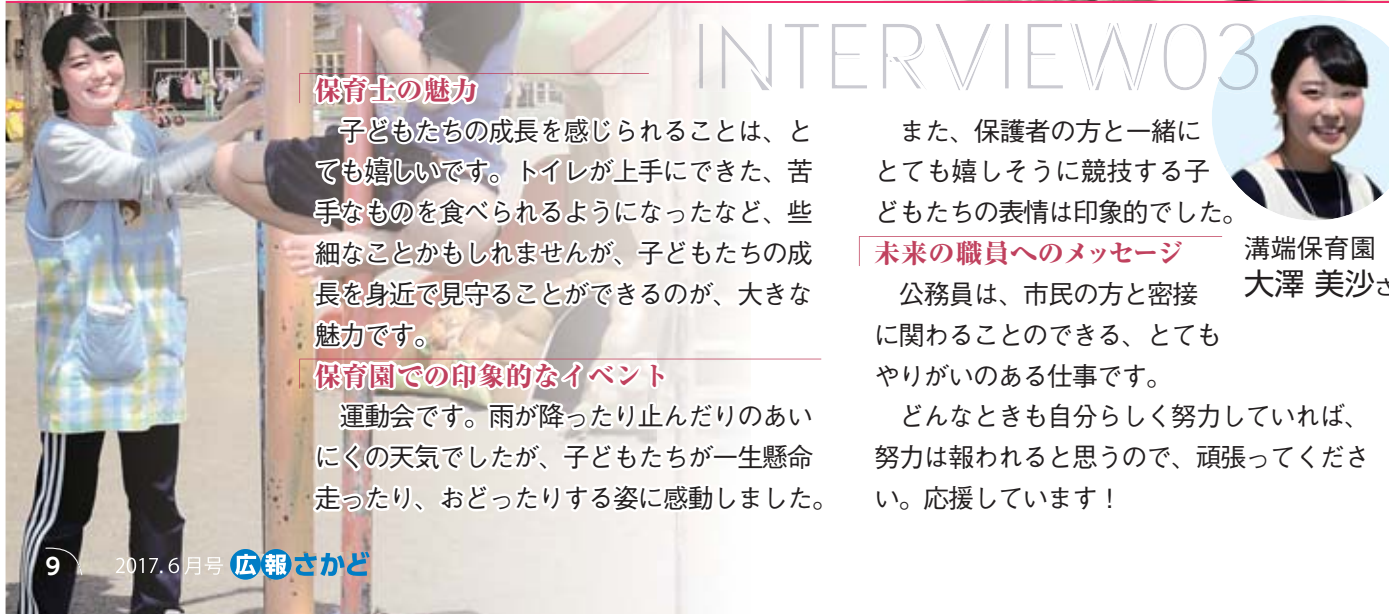 INTERVIEW03
保育士の魅力
　子どもたちの成長を感じられることは、と
ても嬉しいです。トイレが上手にできた、苦
手なものを食べられるようになったなど、些
細なことかもしれませんが、子どもたちの成
長を身近で見守ることができるのが、大きな
魅力です。
保育園での印象的なイベント
　運動会です。雨が降ったり止んだりのあい
にくの天気でしたが、子どもたちが一生懸命
走ったり、おどったりする姿に感動しました。
　また、保護者の方と一緒に
とても嬉しそうに競技する子
どもたちの表情は印象的でした。
未来の職員へのメッセージ
　公務員は、市民の方と密接
に関わることのできる、とても
やりがいのある仕事です。
　どんなときも自分らしく努力していれば、
努力は報われると思うので、頑張ってくださ
い。応援しています！
溝端保育園
大澤 美沙さ
9 2017.6月号 広報さかど